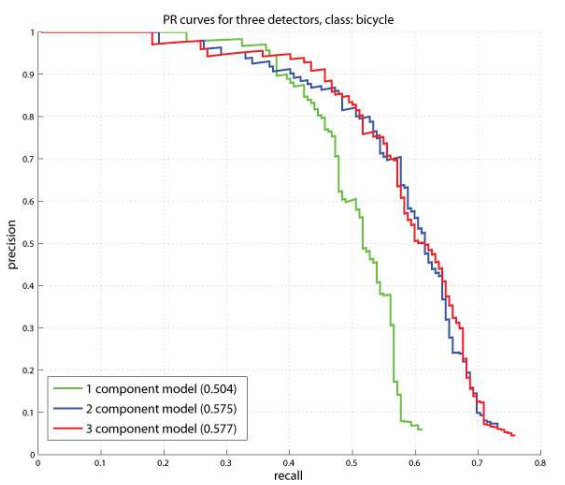 PR curves for three detectors, class: bicycle
1
0.9
0.8
0.7
0.6
0.5
0.4
0.3
0.2
0.1
0
precision
1 component model (0.504)
2 component model (0.575)
3 component model (0.577)
0 0.1 0.2 0.3 0.4 0.5 0.6 0.7 0.8
recall